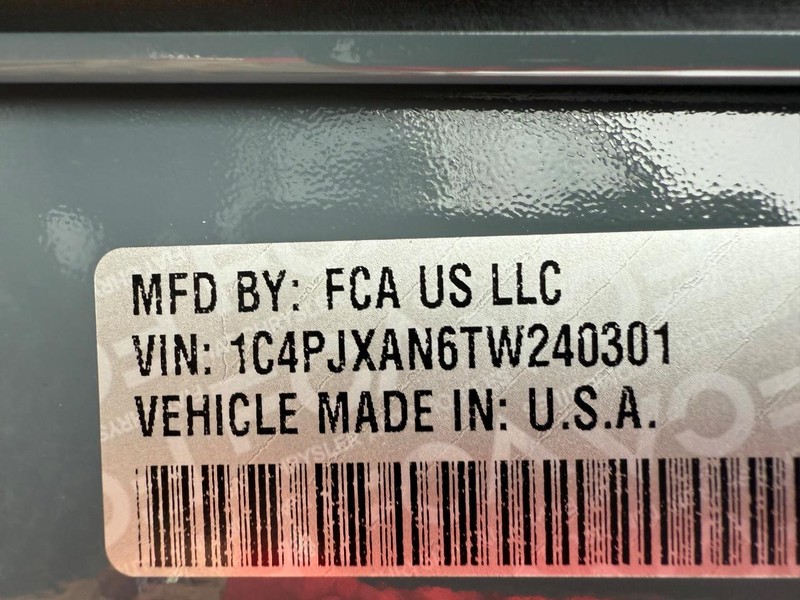 MFD BY: FCA US LLC
VIN: 1C4PJXAN6TW240301
VEHICLE MADE IN: U.S.A.